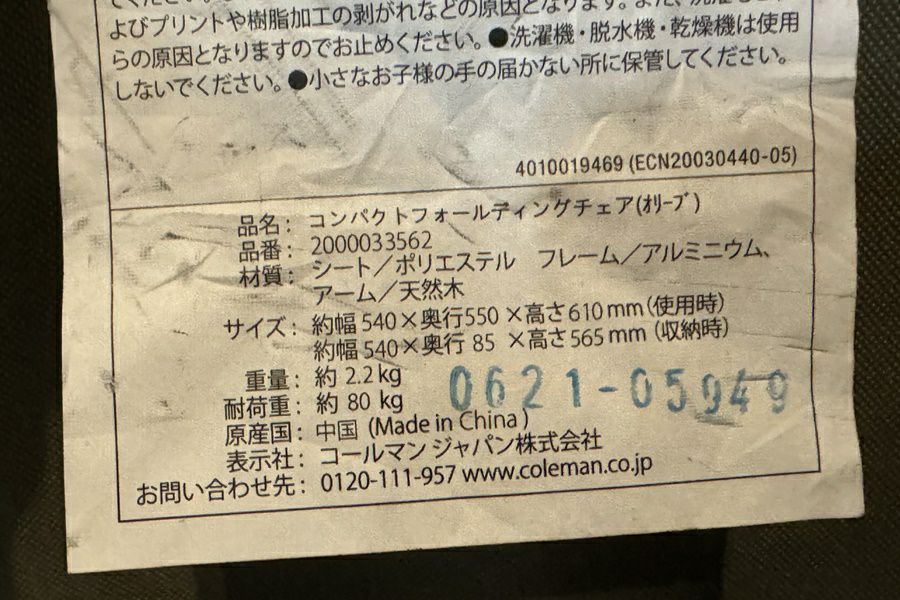 よびプリントや樹脂加工の剥がれなどの原因となります。また、
らの原因となりますのでお止めください。●洗濯機・脱水機・乾燥機は使用
しないでください。●小さなお子様の手の届かない所に保管してください。
4010019469 (ECN20030440-05)
品名： コンパクトフォールディングチェア(ｵﾘｰﾌﾞ)
品番： 2000033562
材質： シート／ポリエステル　フレーム／アルミニウム、
アーム／天然木
サイズ： 約幅 540×奥行550 ×高さ610 mm（使用時）
約幅 540×奥行 85 ×高さ565 mm （収納時）
重量： 約 2.2 kg
耐荷重： 約 80 kg
0621-05949
原産国： 中国 (Made in China )
表示社： コールマン ジャパン株式会社
お問い合わせ先： 0120-111-957 www.coleman.co.jp